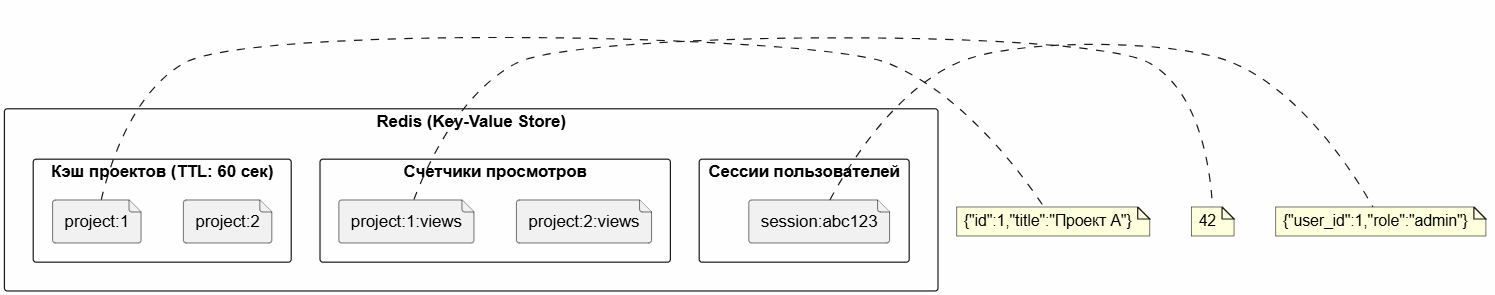 Redis (Key-Value Store)
Кэш проектов (TTL: 60 сек)
Счетчики просмотров
Сессии пользователей
project:1
project:2
project:1:views
project:2:views
session:abc123
{"id":1,"title":"Проект A"}
42
{"user_id":1,"role":"admin"}